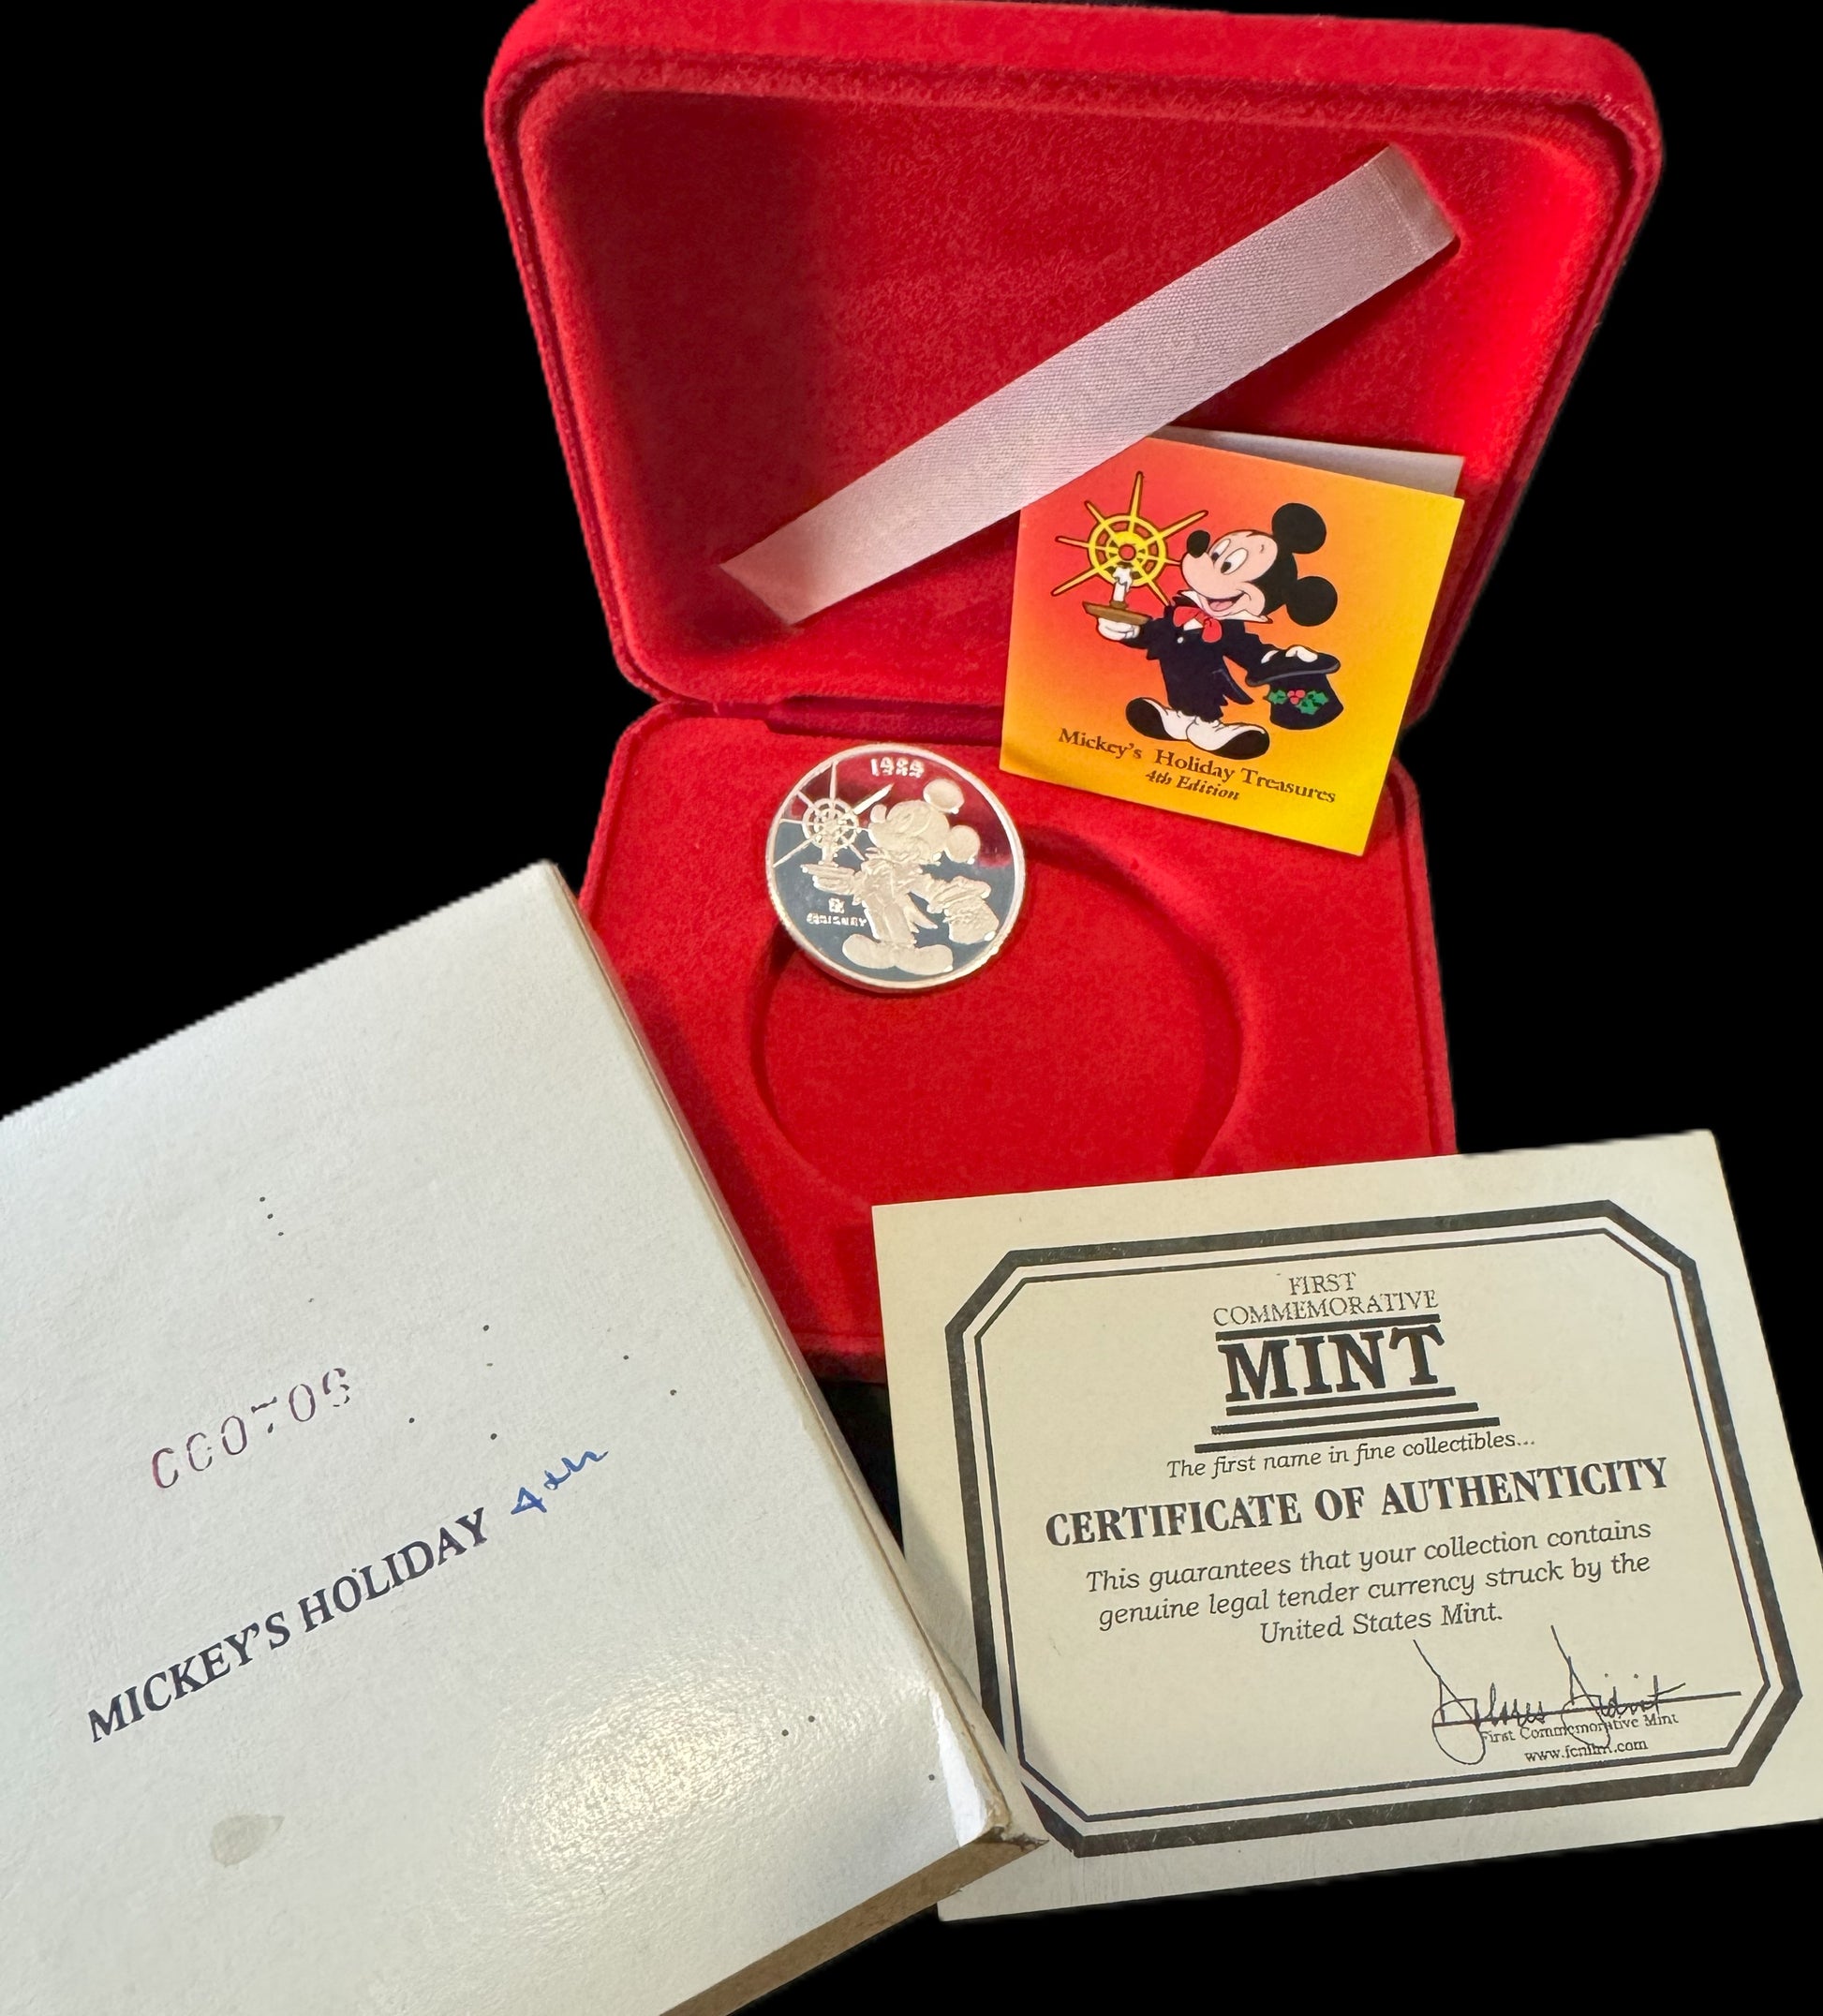 Mickey's Holiday Treasures
4th Edition
©DISNEY
MICKEY'S HOLIDAY 4th
FIRST
COMMEMORATIVE
MINT
The first name in fine collectibles...
CERTIFICATE OF AUTHENTICITY
This guarantees that your collection contains
genuine legal tender currency struck by the
United States Mint.
First Commemorative Mint